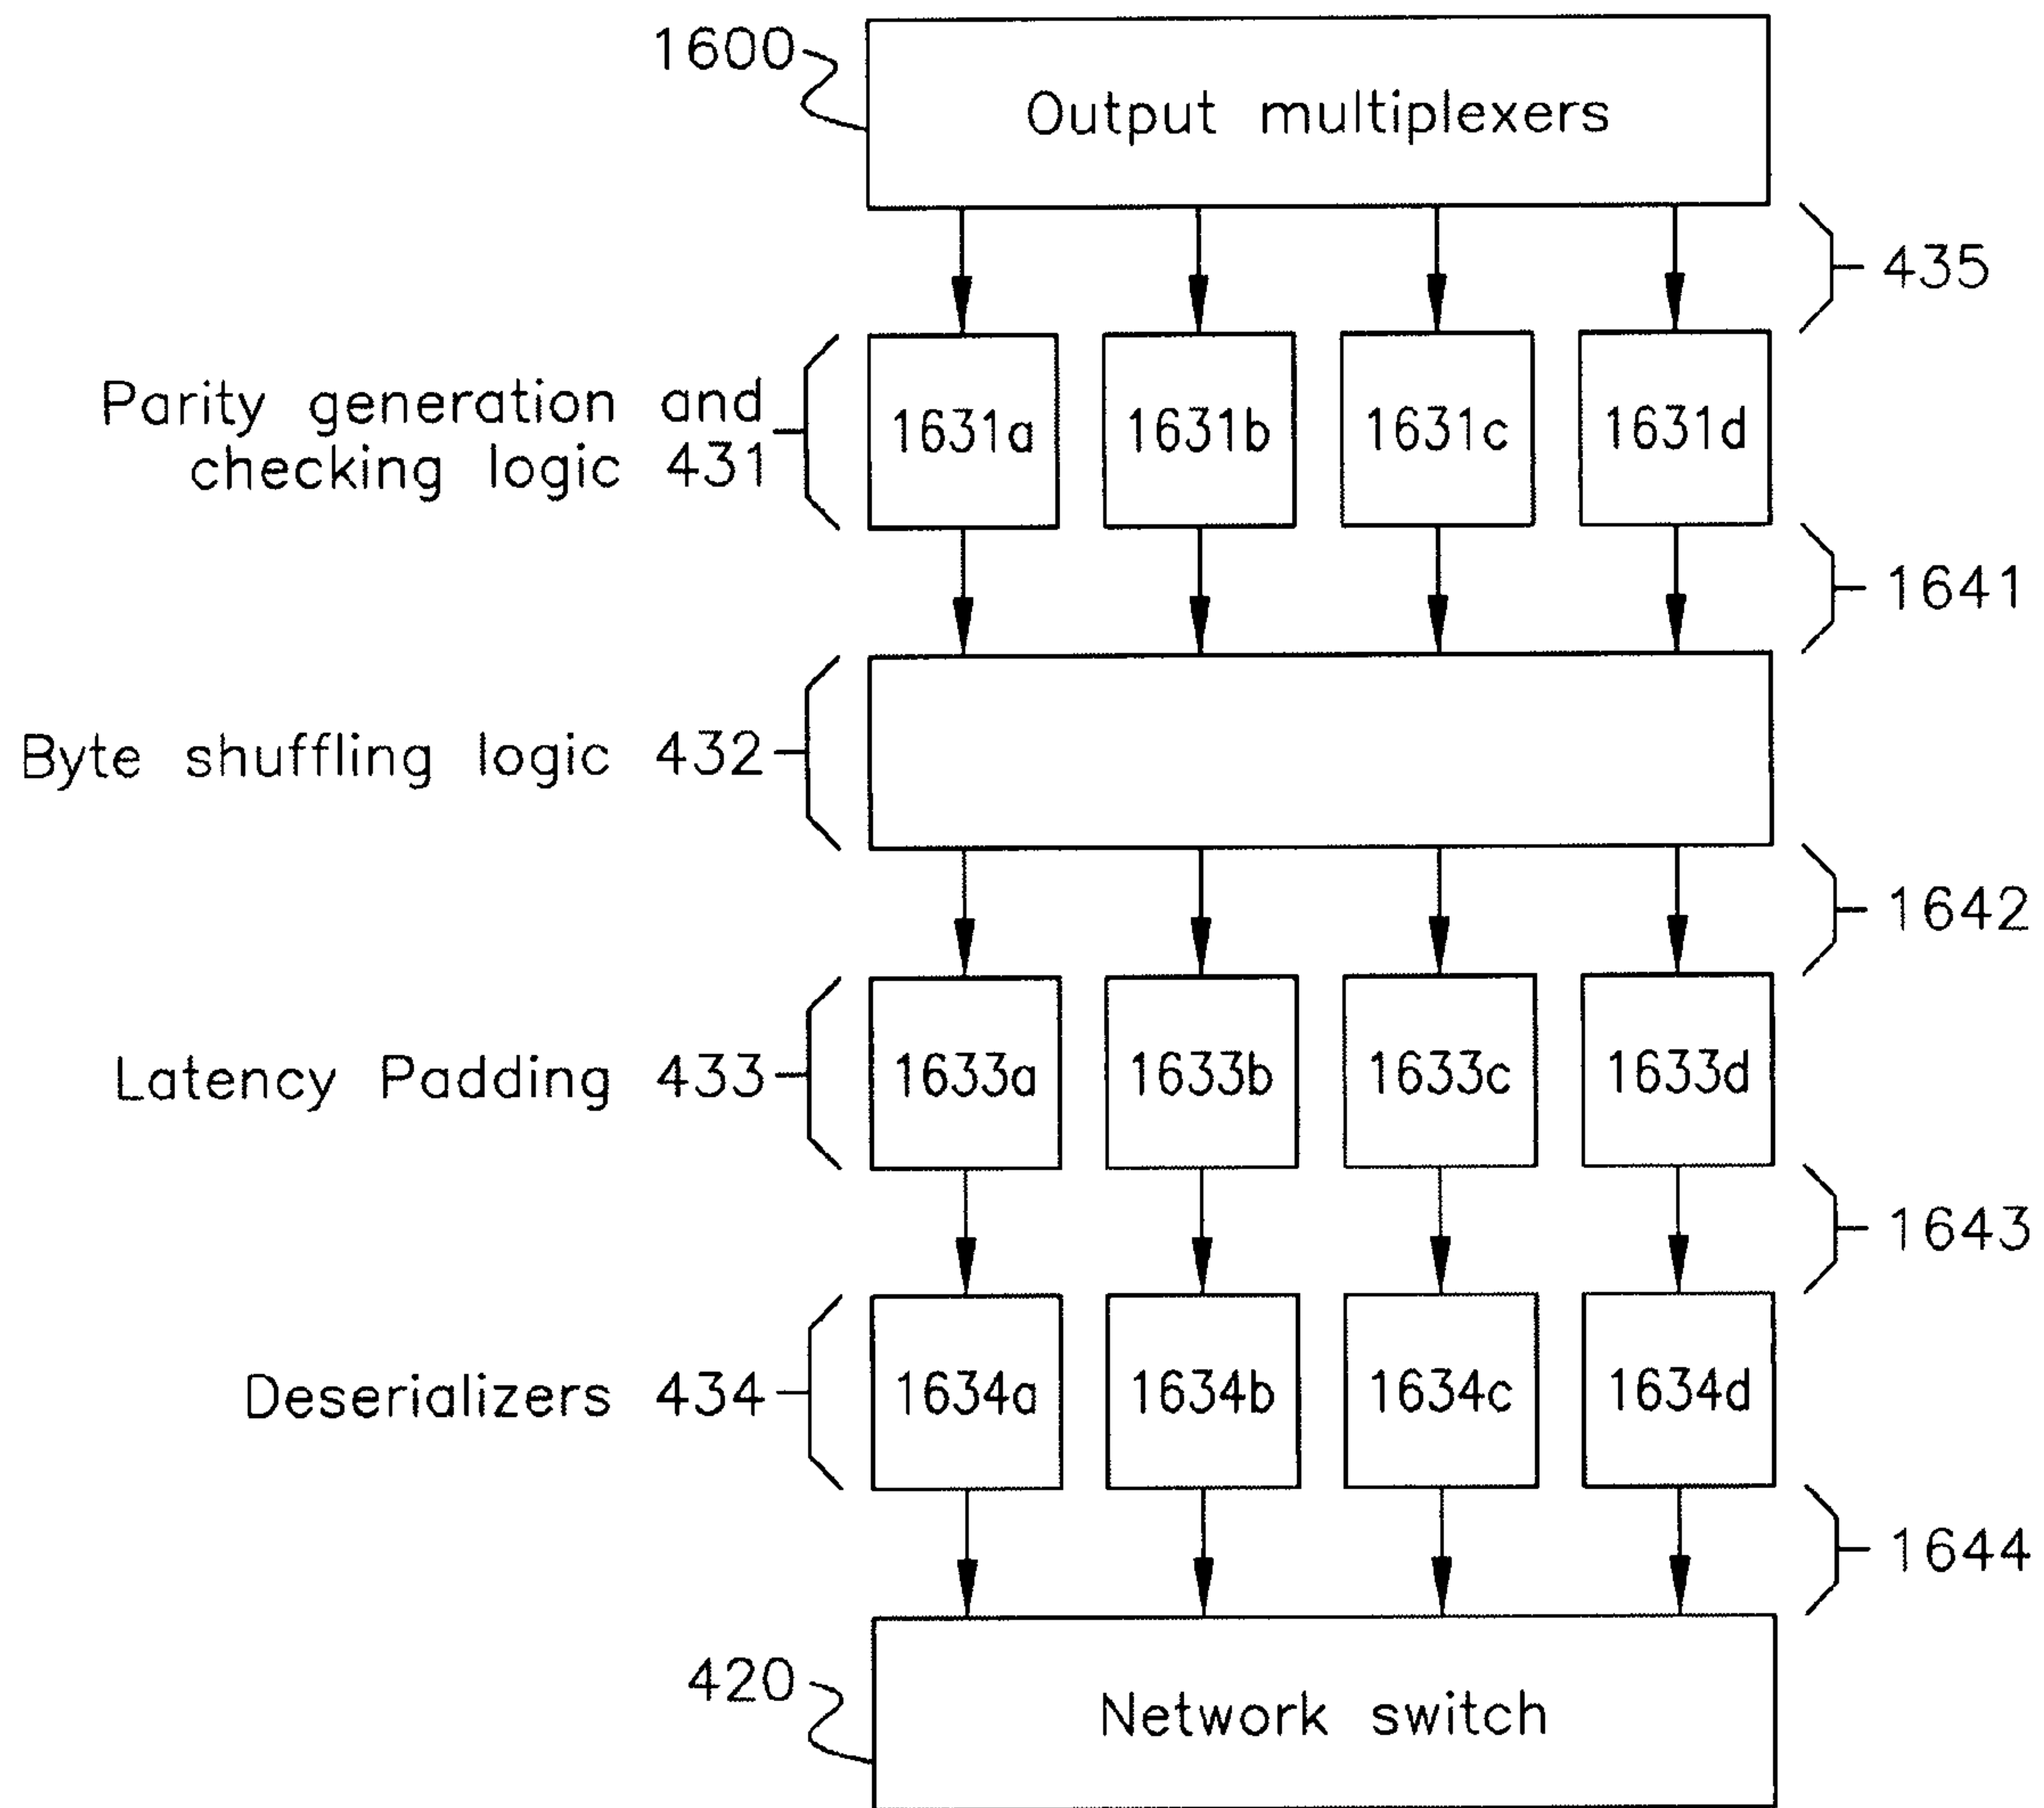 1600
Output multiplexers
435
Parity generation and
checking logic 431
1631a 1631b 1631c 1631d
1641
Byte shuffling logic 432
1642
Latency Padding 433
1633a 1633b 1633c 1633d
1643
Deserializers 434
1634a 1634b 1634c 1634d
1644
420
Network switch